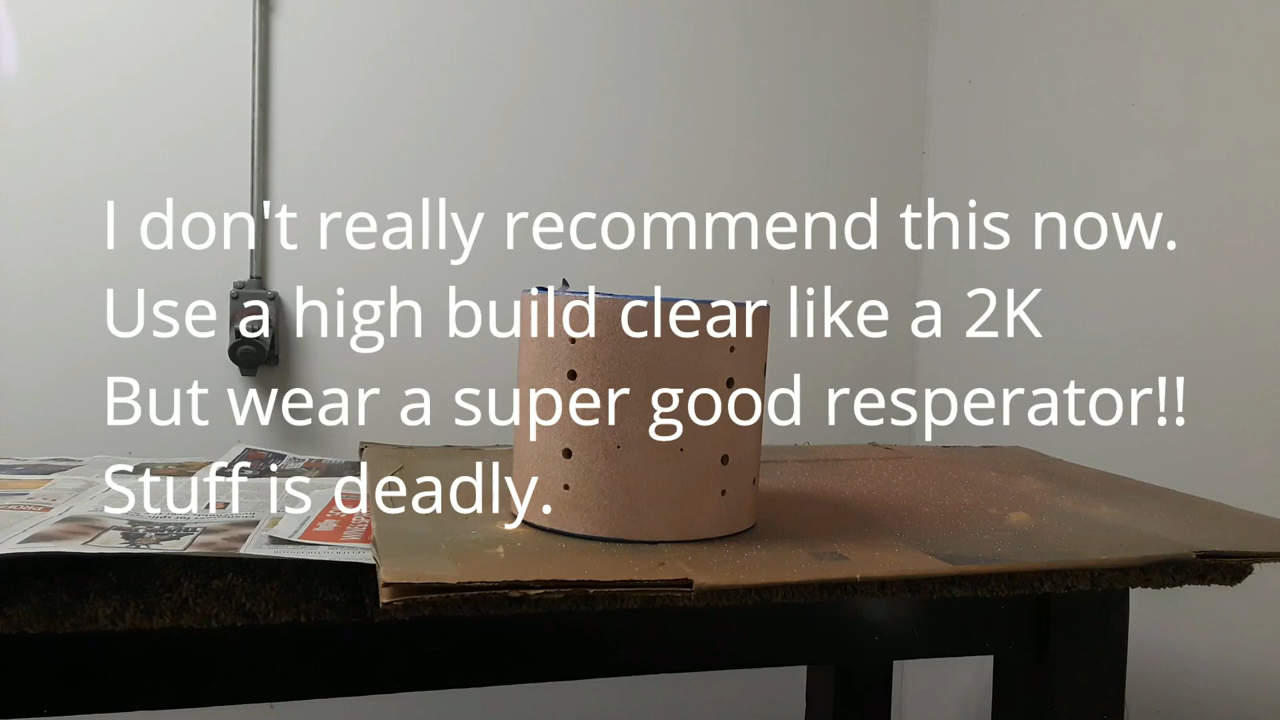 I don't really recommend this now.
Use a high build clear like a 2K
But wear a super good resperator!!
Stuff is deadly.